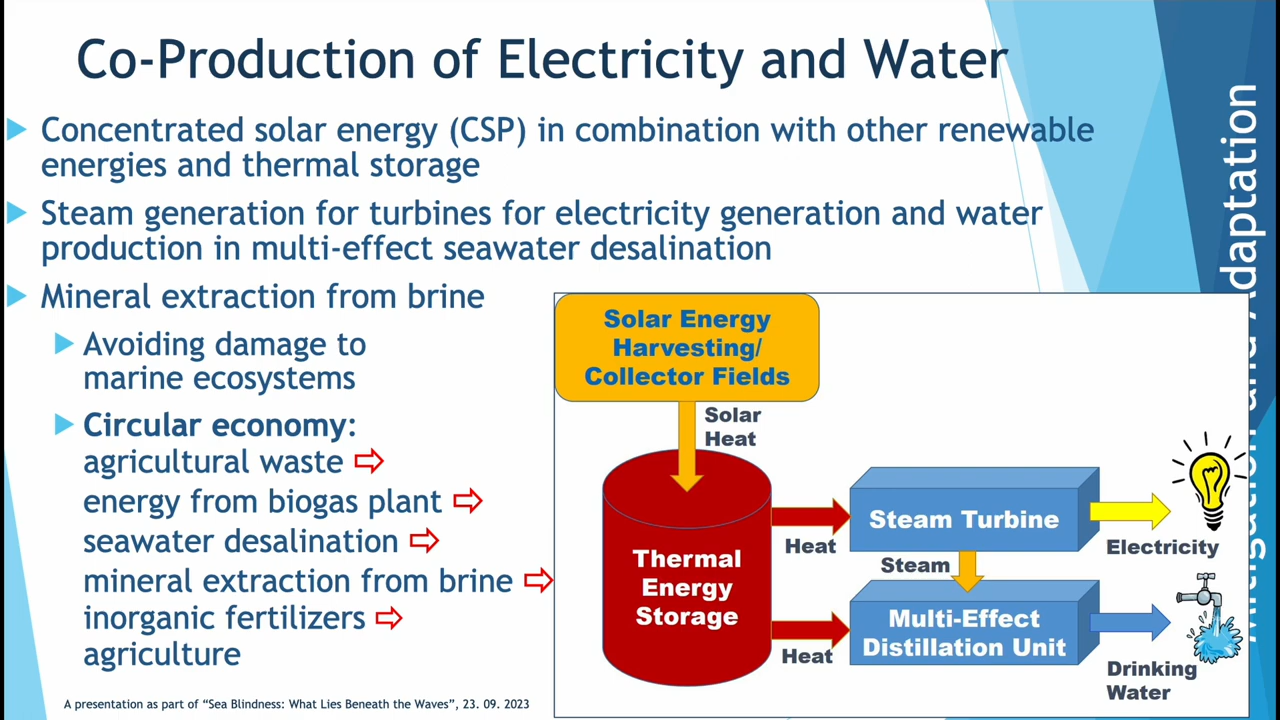 Co-Production of Electricity and Water
Concentrated solar energy (CSP) in combination with other renewable
energies and thermal storage
Steam generation for turbines for electricity generation and water
production in multi-effect seawater desalination
Mineral extraction from brine
Avoiding damage to
marine ecosystems
Circular economy:
agricultural waste ⇨
energy from biogas plant ⇨
seawater desalination ⇨
mineral extraction from brine ⇨
inorganic fertilizers ⇨
agriculture
A presentation as part of “Sea Blindness: What Lies Beneath the Waves”, 23. 09. 2023
Solar Energy
Harvesting/
Collector Fields
Solar
Heat
Thermal
Energy
Storage
Heat
Heat
Steam Turbine
Steam
Multi-Effect
Distillation Unit
Electricity
Drinking
Water
Mitigation and Adaptation